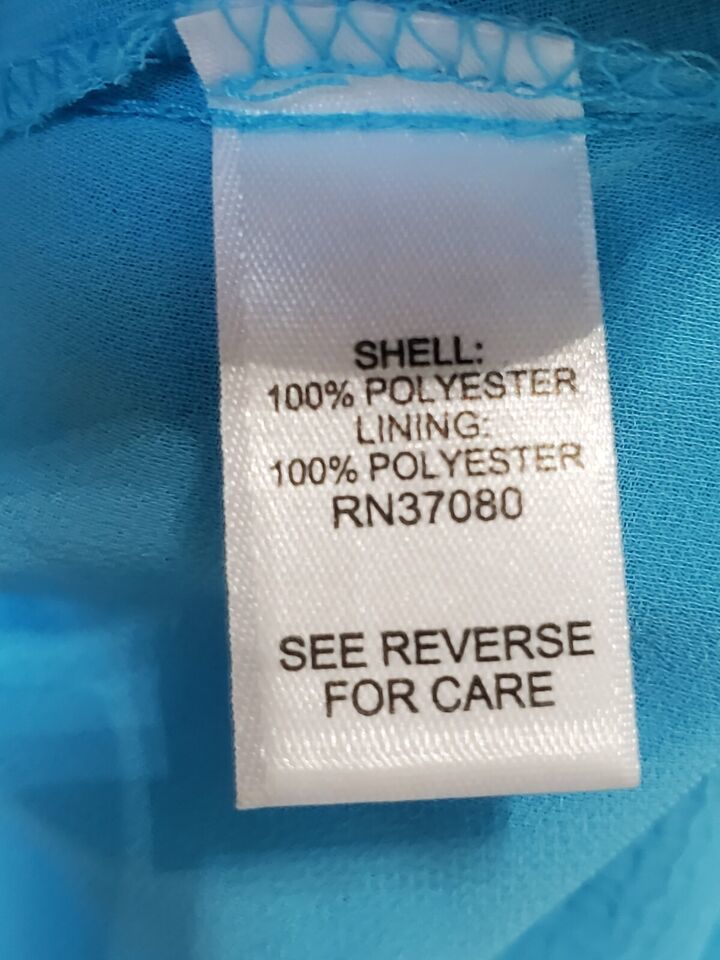 SHELL:
100% POLYESTER
LINING:
100% POLYESTER
RN37080
SEE REVERSE
FOR CARE